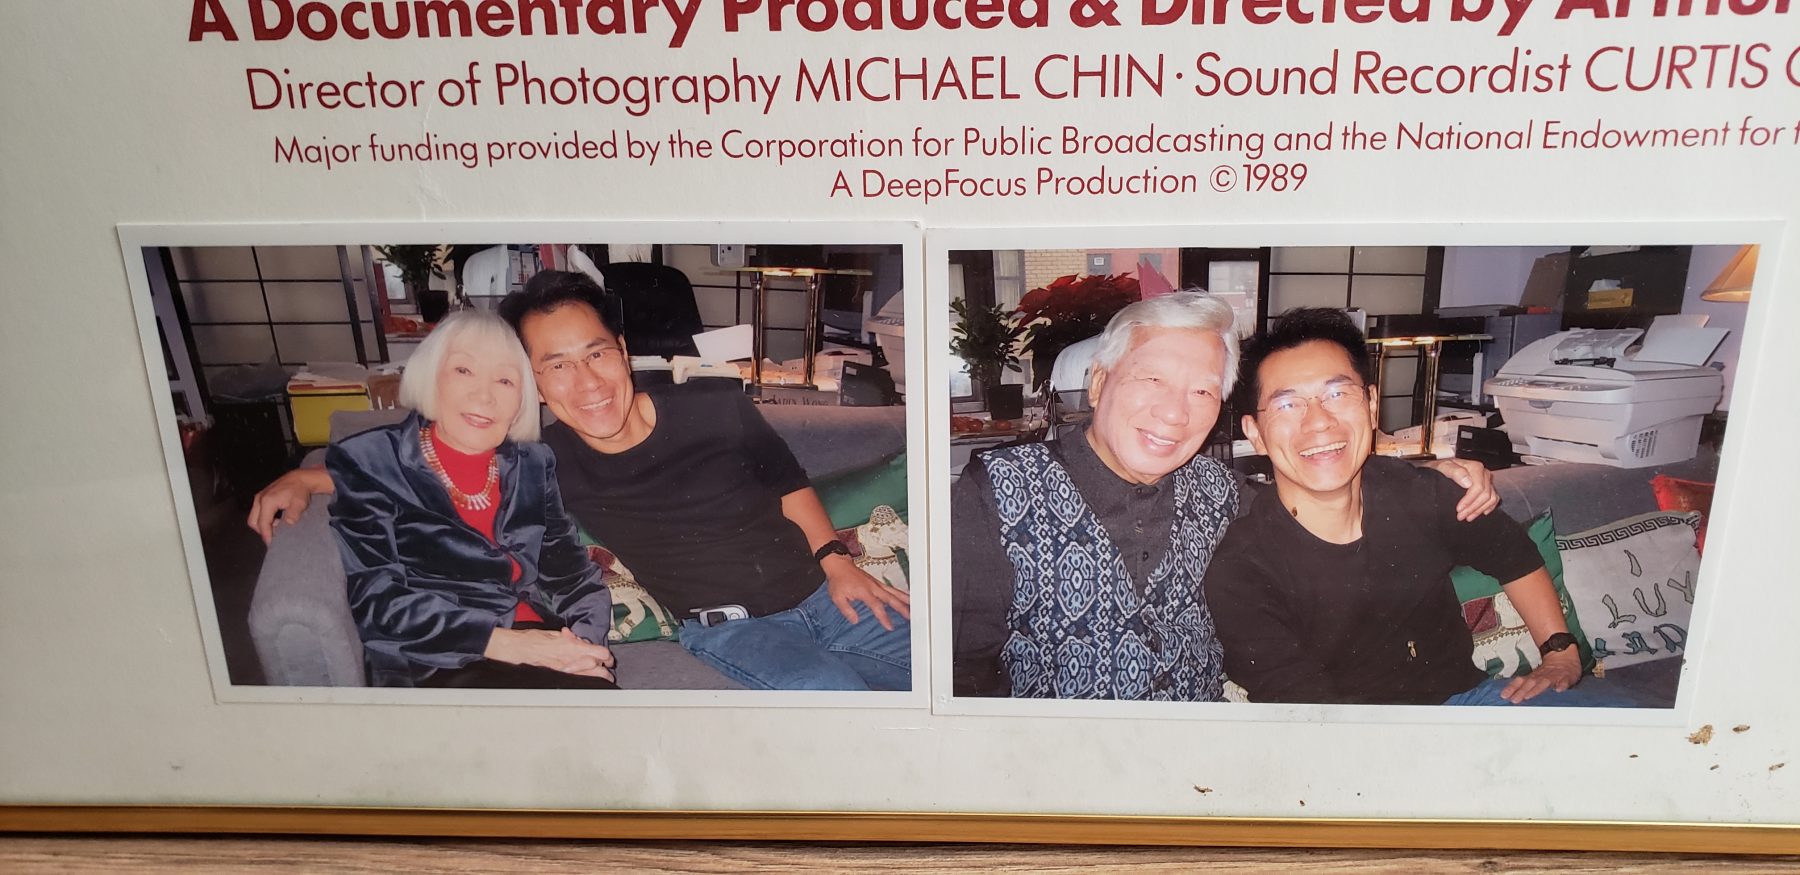 A Documentary Produced & Directed by Arthur
Director of Photography MICHAEL CHIN · Sound Recordist CURTIS
Major funding provided by the Corporation for Public Broadcasting and the National Endowment for
A DeepFocus Production © 1989
I
LUV